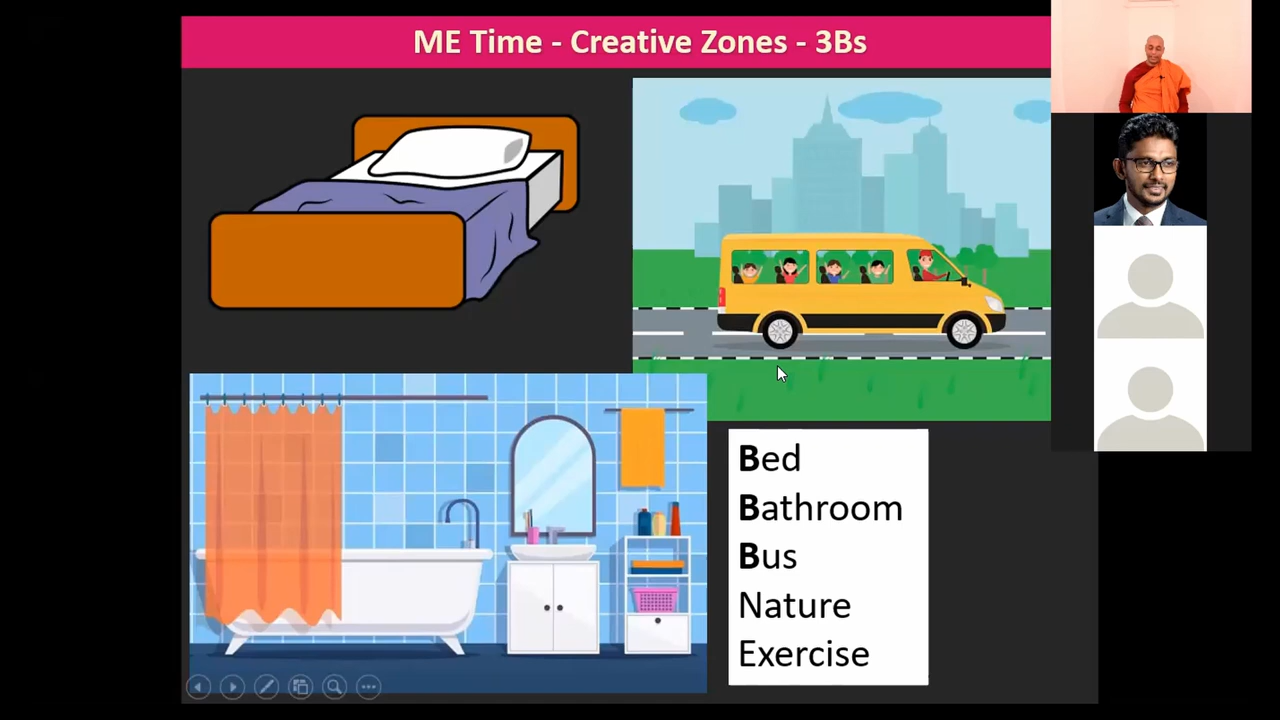 ME Time - Creative Zones - 3Bs
Bed
Bathroom
Bus
Nature
Exercise